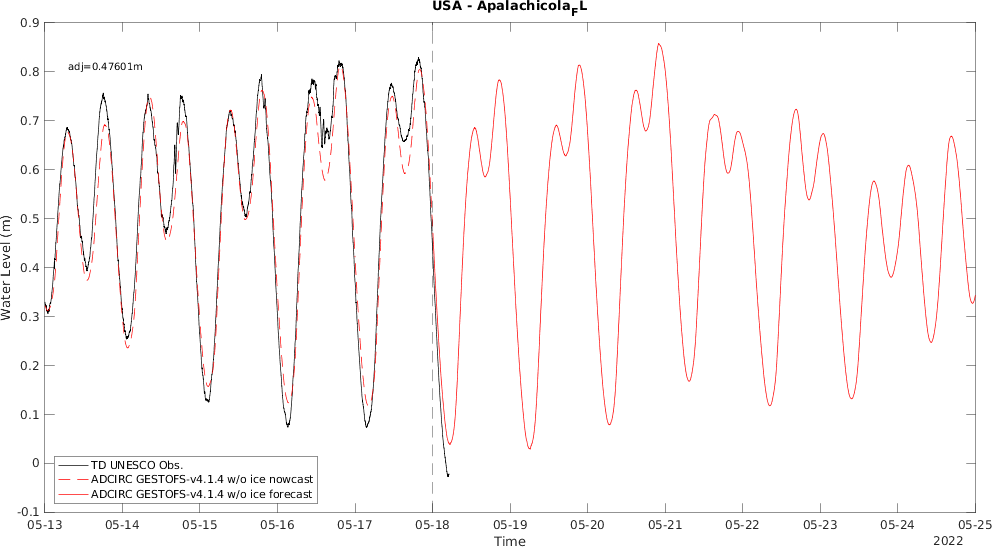 USA - Apalachicola_FL
adj=0.47601m
0.9
0.8
0.7
0.6
0.5
0.4
0.3
0.2
0.1
0
-0.1
Water Level (m)
TD UNESCO Obs.
ADCIRC GESTOFS-v4.1.4 w/o ice nowcast
ADCIRC GESTOFS-v4.1.4 w/o ice forecast
05-13 05-14 05-15 05-16 05-17 05-18 05-19 05-20 05-21 05-22 05-23 05-24 05-25
Time
2022